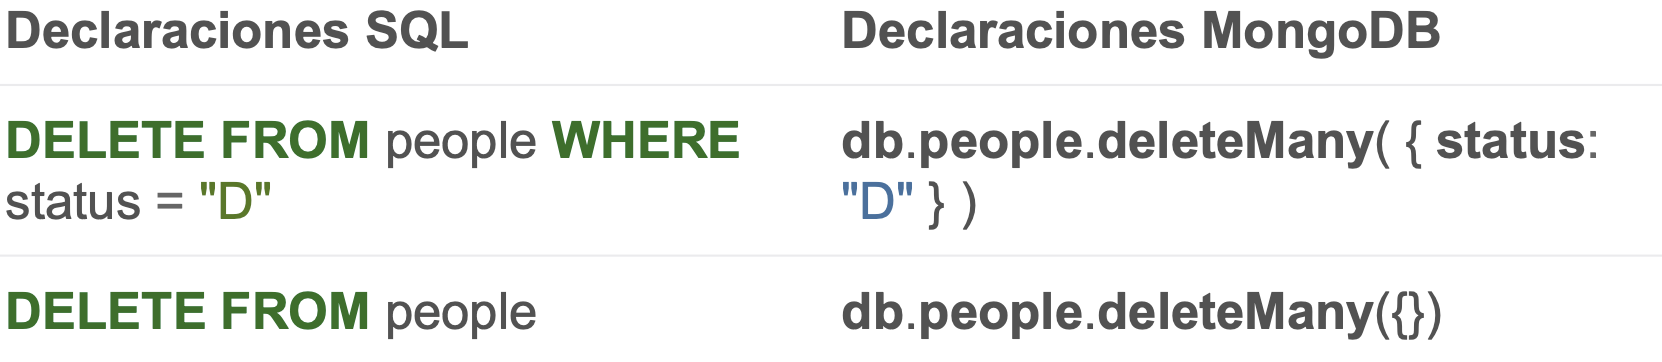 Declaraciones SQL
Declaraciones MongoDB
DELETE FROM people WHERE
status = "D"
db.people.deleteMany( { status:
"D" } )
DELETE FROM people
db.people.deleteMany({})